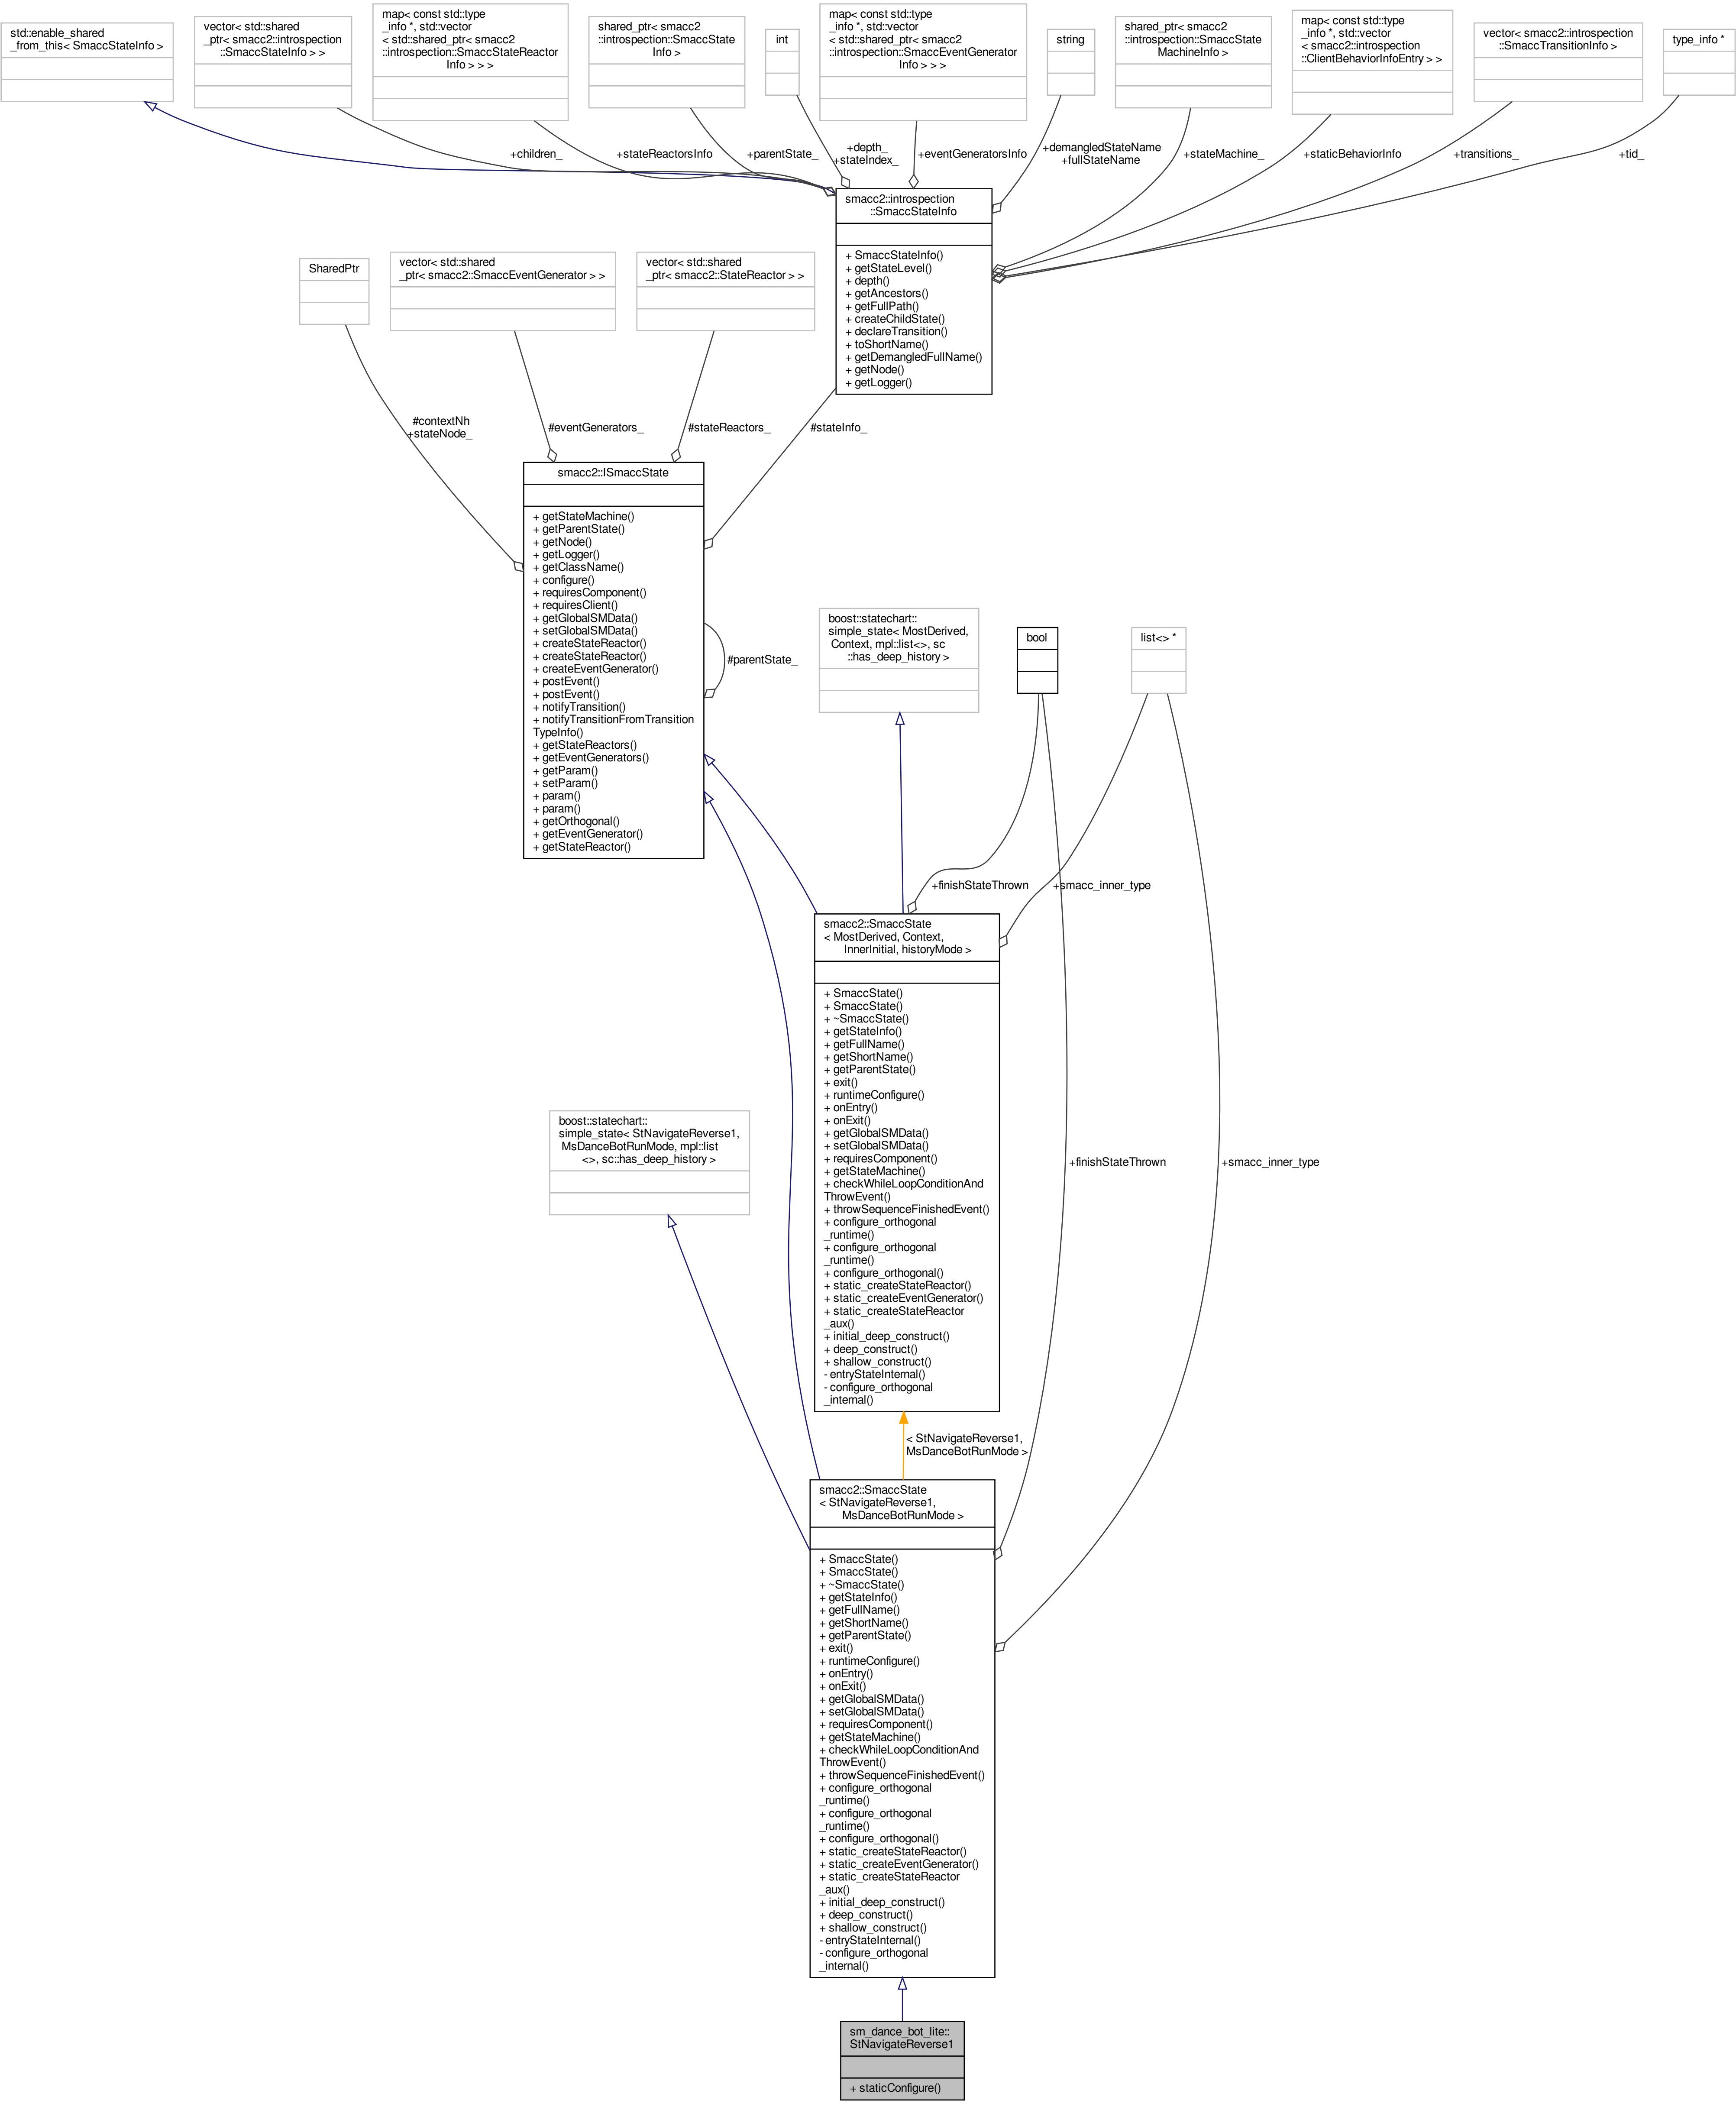 std::enable_shared
_from_this< SmaccStateInfo >
vector< std::shared
_ptr< smacc2::introspection
::SmaccStateInfo > >
map< const std::type
_info *, std::vector
< std::shared_ptr< smacc2
::introspection::SmaccStateReactor
Info > > >
shared_ptr< smacc2
::introspection::SmaccState
Info >
int
map< const std::type
_info *, std::vector
< std::shared_ptr< smacc2
::introspection::SmaccEventGenerator
Info > > >
string
shared_ptr< smacc2
::introspection::SmaccState
MachineInfo >
map< const std::type
_info *, std::vector
< smacc2::introspection
::ClientBehaviorInfoEntry > >
vector< smacc2::introspection
::SmaccTransitionInfo >
type_info *
+children_
+stateReactorsInfo
+parentState_
+depth_
+stateIndex_
+eventGeneratorsInfo
+demangledStateName
+fullStateName
+stateMachine_
+staticBehaviorInfo
+transitions_
+tid_
smacc2::introspection
::SmaccStateInfo
+ SmaccStateInfo()
+ getStateLevel()
+ depth()
+ getAncestors()
+ getFullPath()
+ createChildState()
+ declareTransition()
+ toShortName()
+ getDemangledFullName()
+ getNode()
+ getLogger()
SharedPtr
vector< std::shared
_ptr< smacc2::SmaccEventGenerator > >
vector< std::shared
_ptr< smacc2::StateReactor > >
#contextNh
+stateNode_
#eventGenerators_
#stateReactors_
#stateInfo_
smacc2::ISmaccState
+ getStateMachine()
+ getParentState()
+ getNode()
+ getLogger()
+ getClassName()
+ configure()
+ requiresComponent()
+ requiresClient()
+ getGlobalSMData()
+ setGlobalSMData()
+ createStateReactor()
+ createStateReactor()
+ createEventGenerator()
+ postEvent()
+ postEvent()
+ notifyTransition()
+ notifyTransitionFromTransition
TypeInfo()
+ getStateReactors()
+ getEventGenerators()
+ getParam()
+ setParam()
+ param()
+ param()
+ getOrthogonal()
+ getEventGenerator()
+ getStateReactor()
#parentState_
boost::statechart::
simple_state< MostDerived,
Context, mpl::list<>, sc
::has_deep_history >
bool
list<> *
+finishStateThrown
+smacc_inner_type
smacc2::SmaccState
< MostDerived, Context,
InnerInitial, historyMode >
+ SmaccState()
+ SmaccState()
+ ~SmaccState()
+ getStateInfo()
+ getFullName()
+ getShortName()
+ getParentState()
+ exit()
+ runtimeConfigure()
+ onEntry()
+ onExit()
+ getGlobalSMData()
+ setGlobalSMData()
+ requiresComponent()
+ getStateMachine()
+ checkWhileLoopConditionAnd
ThrowEvent()
+ throwSequenceFinishedEvent()
+ configure_orthogonal
_runtime()
+ configure_orthogonal
_runtime()
+ configure_orthogonal()
+ static_createStateReactor()
+ static_createEventGenerator()
+ static_createStateReactor
_aux()
+ initial_deep_construct()
+ deep_construct()
+ shallow_construct()
- entryStateInternal()
- configure_orthogonal
_internal()
boost::statechart::
simple_state< StNavigateReverse1,
MsDanceBotRunMode, mpl::list
<>, sc::has_deep_history >
+finishStateThrown
+smacc_inner_type
< StNavigateReverse1,
MsDanceBotRunMode >
smacc2::SmaccState
< StNavigateReverse1,
MsDanceBotRunMode >
+ SmaccState()
+ SmaccState()
+ ~SmaccState()
+ getStateInfo()
+ getFullName()
+ getShortName()
+ getParentState()
+ exit()
+ runtimeConfigure()
+ onEntry()
+ onExit()
+ getGlobalSMData()
+ setGlobalSMData()
+ requiresComponent()
+ getStateMachine()
+ checkWhileLoopConditionAnd
ThrowEvent()
+ throwSequenceFinishedEvent()
+ configure_orthogonal
_runtime()
+ configure_orthogonal
_runtime()
+ configure_orthogonal()
+ static_createStateReactor()
+ static_createEventGenerator()
+ static_createStateReactor
_aux()
+ initial_deep_construct()
+ deep_construct()
+ shallow_construct()
- entryStateInternal()
- configure_orthogonal
_internal()
sm_dance_bot_lite::
StNavigateReverse1
+ staticConfigure()